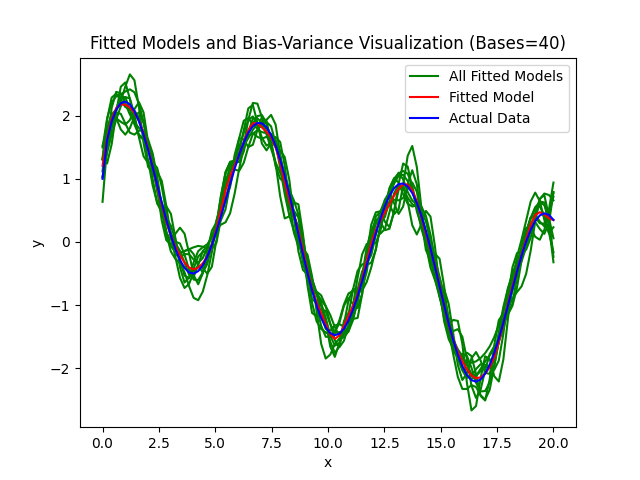 Fitted Models and Bias-Variance Visualization (Bases=40)
All Fitted Models
Fitted Model
Actual Data
y
2
1
0
−1
−2
0.0 2.5 5.0 7.5 10.0 12.5 15.0 17.5 20.0
x